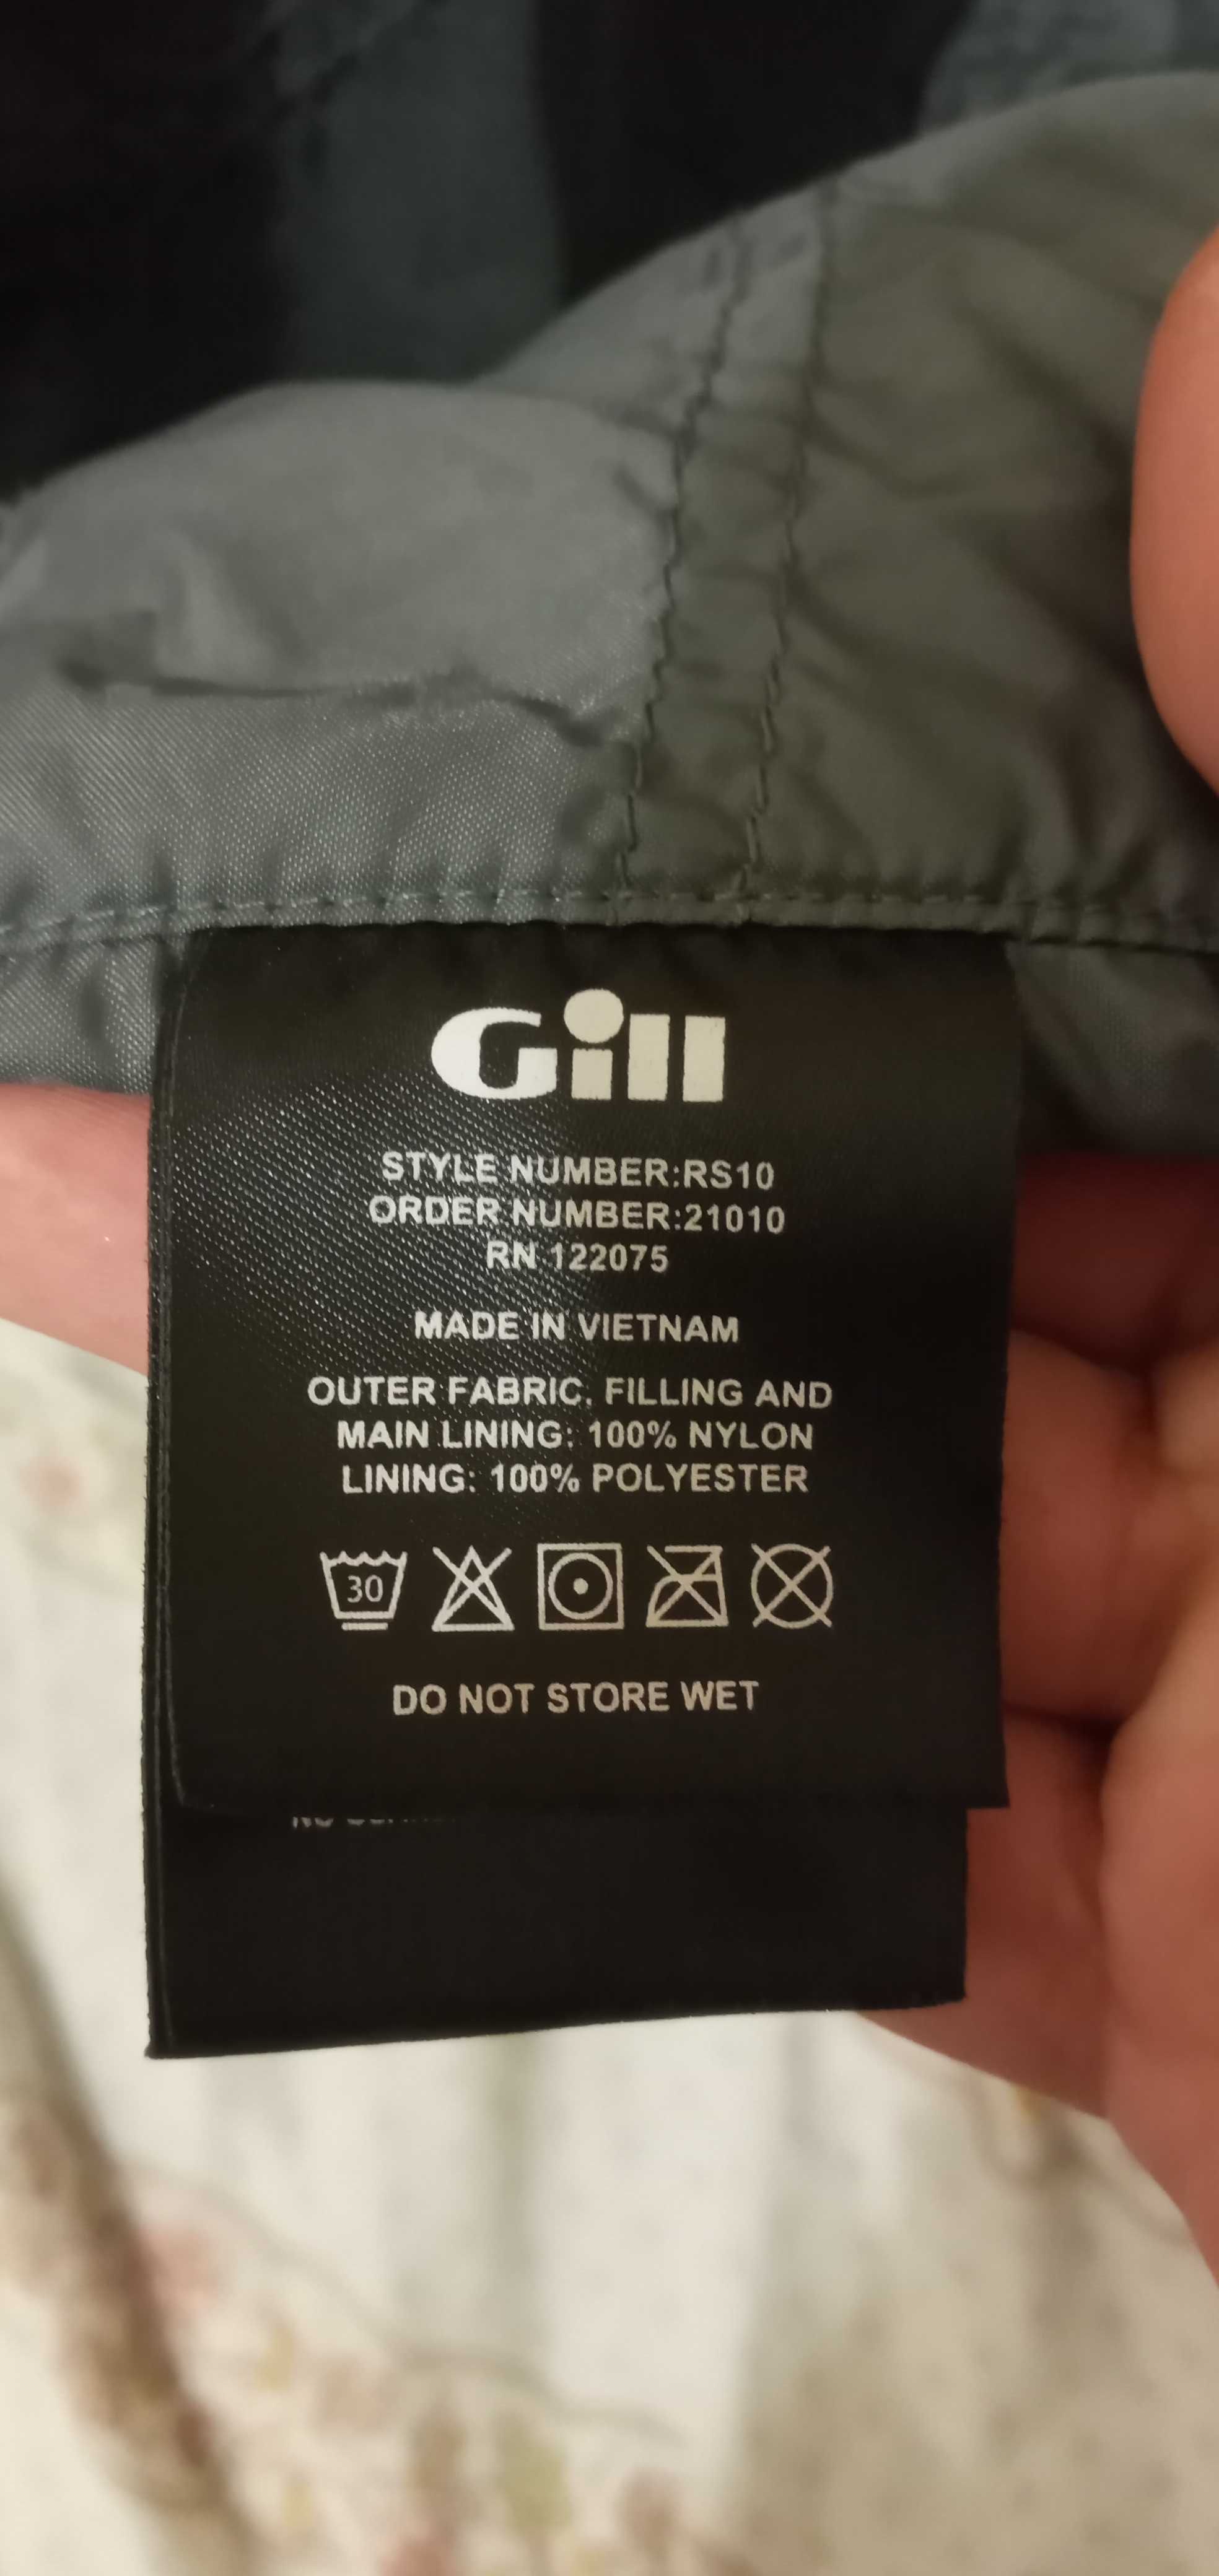 Gill
STYLE NUMBER:RS10
ORDER NUMBER:21010
RN 122075
MADE IN VIETNAM
OUTER FABRIC, FILLING AND
MAIN LINING: 100% NYLON
LINING: 100% POLYESTER
30
DO NOT STORE WET